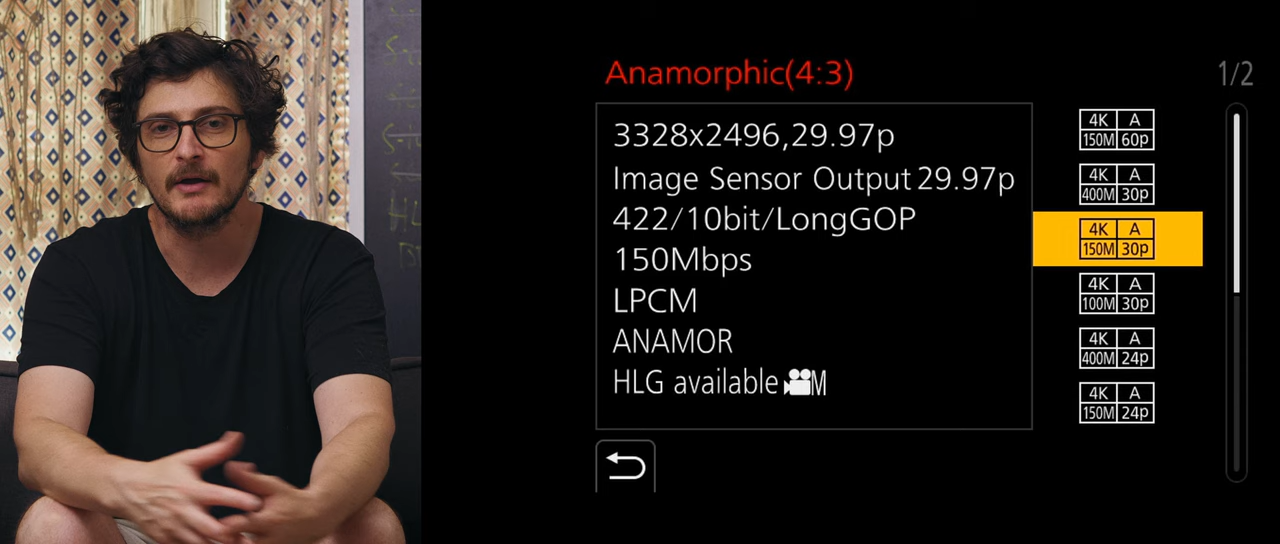 Anamorphic(4:3)
1/2
3328x2496,29.97p
Image Sensor Output 29.97p
422/10bit/LongGOP
150Mbps
LPCM
ANAMOR
HLG available M
4K A
150M 60p
4K A
400M 30p
4K A
150M 30p
4K A
100M 30p
4K A
400M 24p
4K A
150M 24p